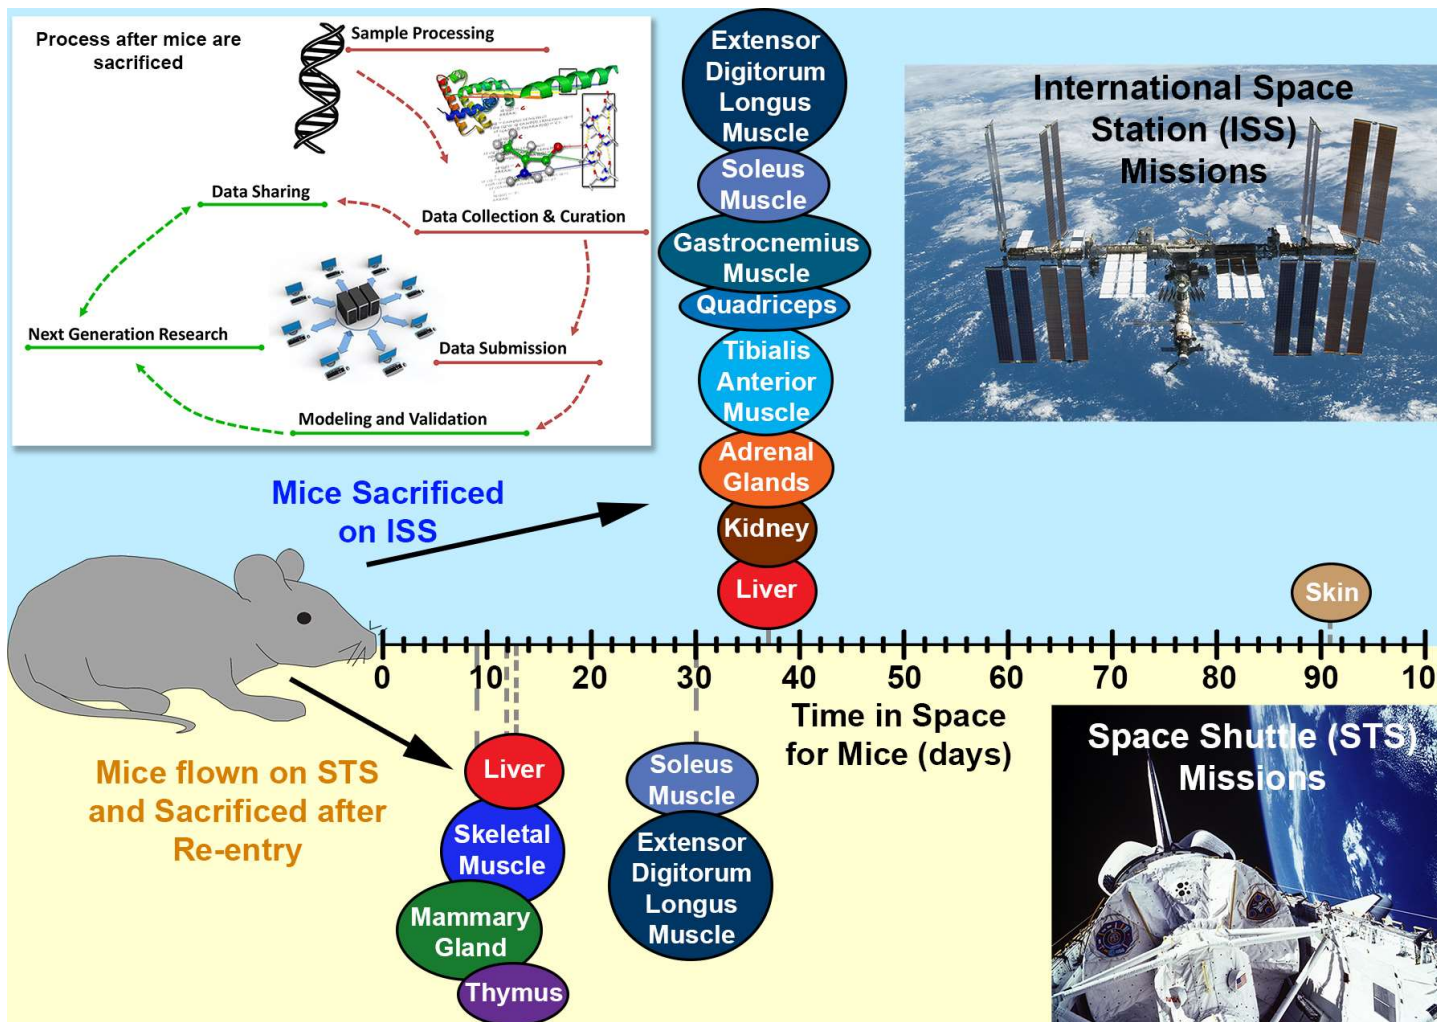 Process after mice are
sacrificed
Sample Processing
Data Sharing
Data Collection & Curation
Next Generation Research
Data Submission
Modeling and Validation
Extensor
Digitorum
Longus
Muscle
Soleus
Muscle
Gastrocnemius
Muscle
Quadriceps
Tibialis
Anterior
Muscle
Adrenal
Glands
Kidney
Liver
International Space
Station (ISS)
Missions
Mice Sacrificed
on ISS
Skin
0 10 20 30 40 50 60 70 80 90 10
Time in Space
for Mice (days)
Mice flown on STS
and Sacrificed after
Re-entry
Liver
Skeletal
Muscle
Mammary
Gland
Thymus
Soleus
Muscle
Extensor
Digitorum
Longus
Muscle
Space Shuttle (STS)
Missions